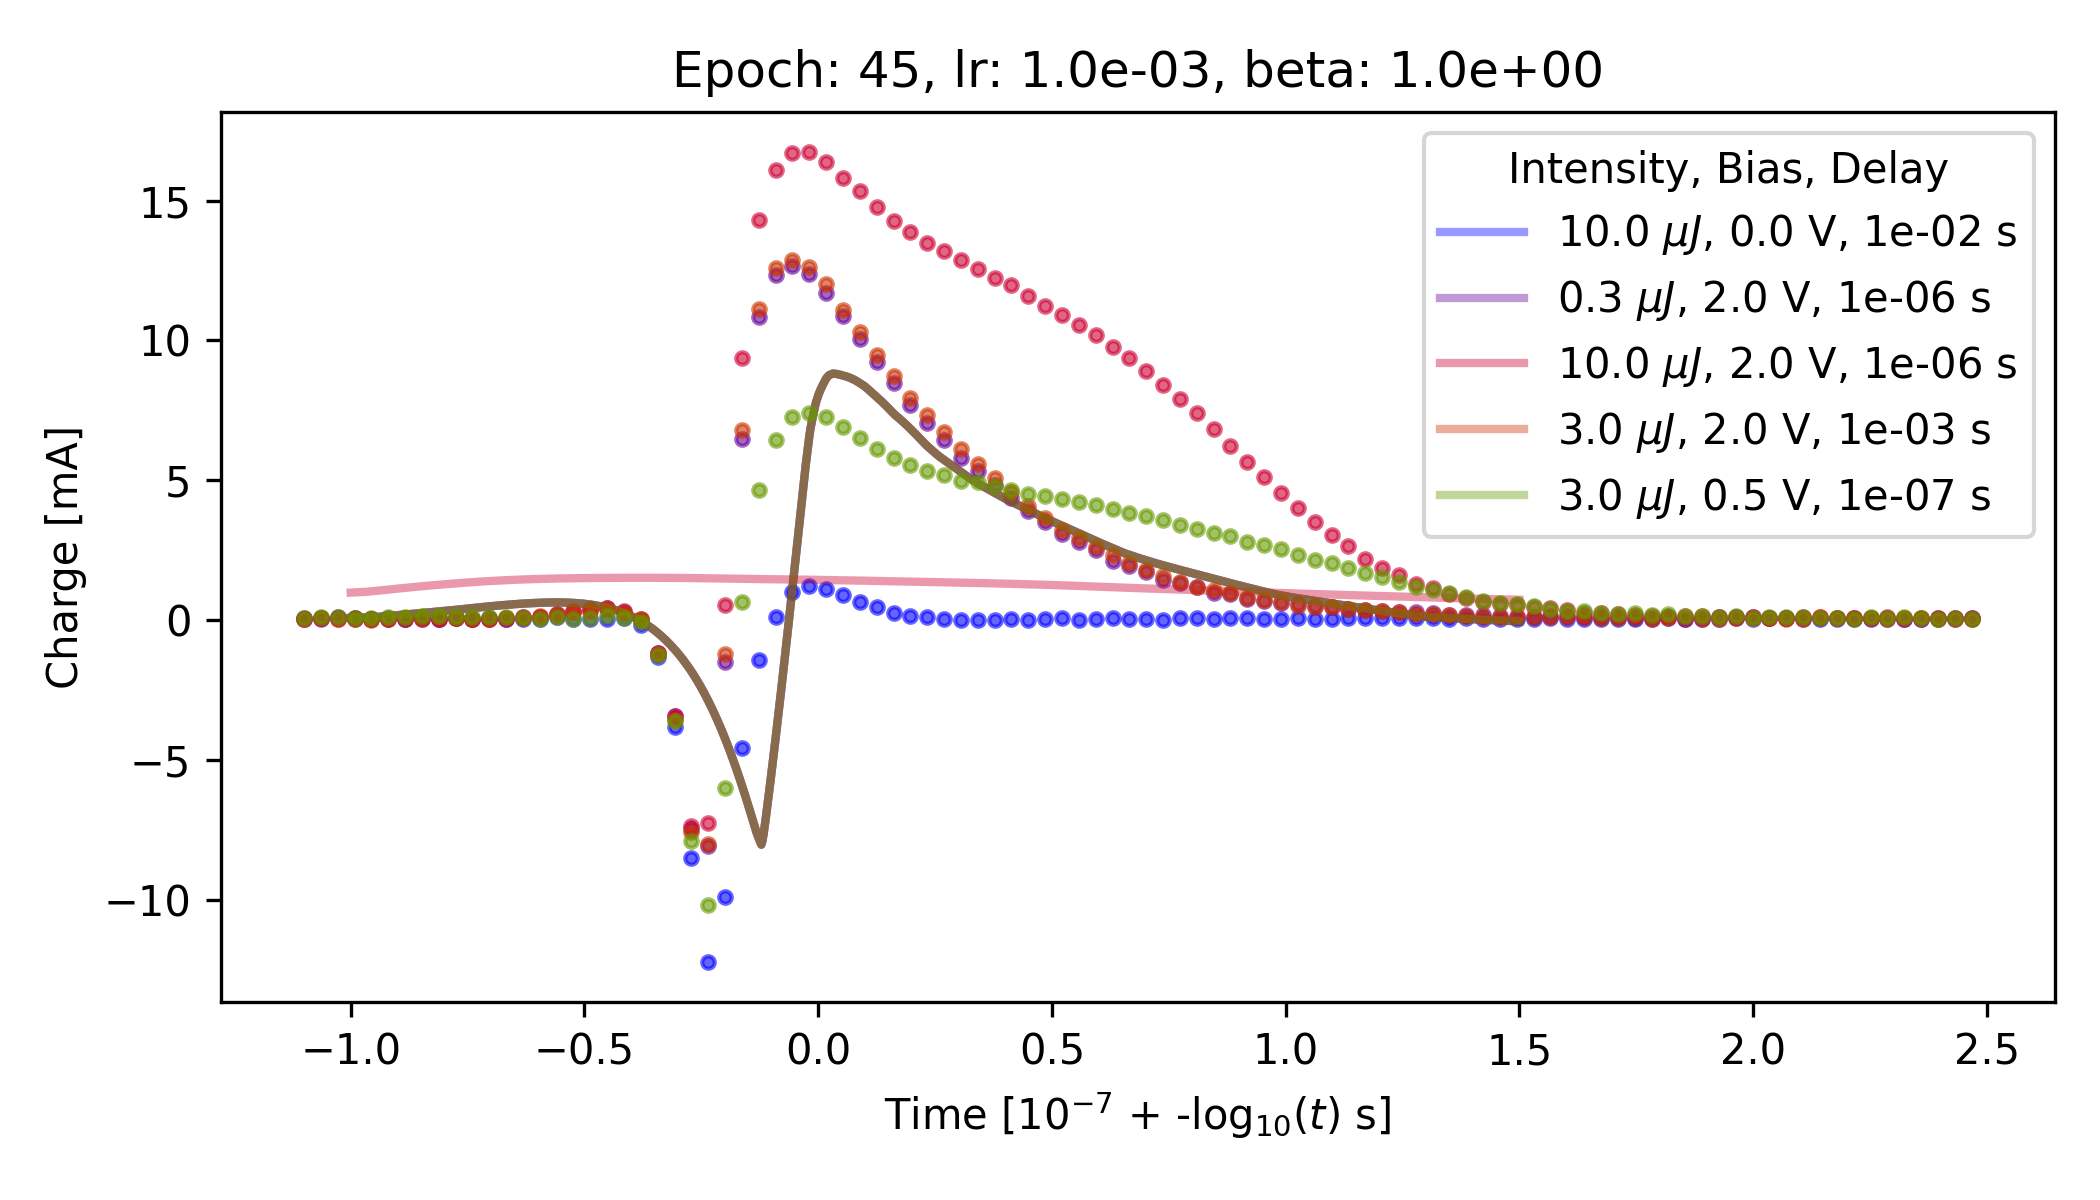 Epoch: 45, lr: 1.0e-03, beta: 1.0e+00
Charge [mA]
15
10
5
0
−5
−10
Intensity, Bias, Delay
10.0 μJ, 0.0 V, 1e-02 s
0.3 μJ, 2.0 V, 1e-06 s
10.0 μJ, 2.0 V, 1e-06 s
3.0 μJ, 2.0 V, 1e-03 s
3.0 μJ, 0.5 V, 1e-07 s
−1.0 −0.5 0.0 0.5 1.0 1.5 2.0 2.5
Time [10⁻⁷ + -log₁₀(t) s]